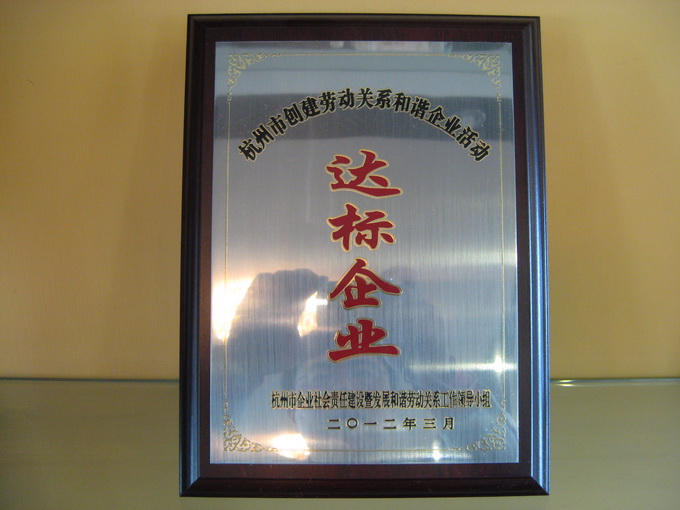 杭州市创建劳动关系和谐企业活动
达标企业
杭州市企业社会责任建设暨发展和谐劳动关系工作领导小组
二〇一二年三月